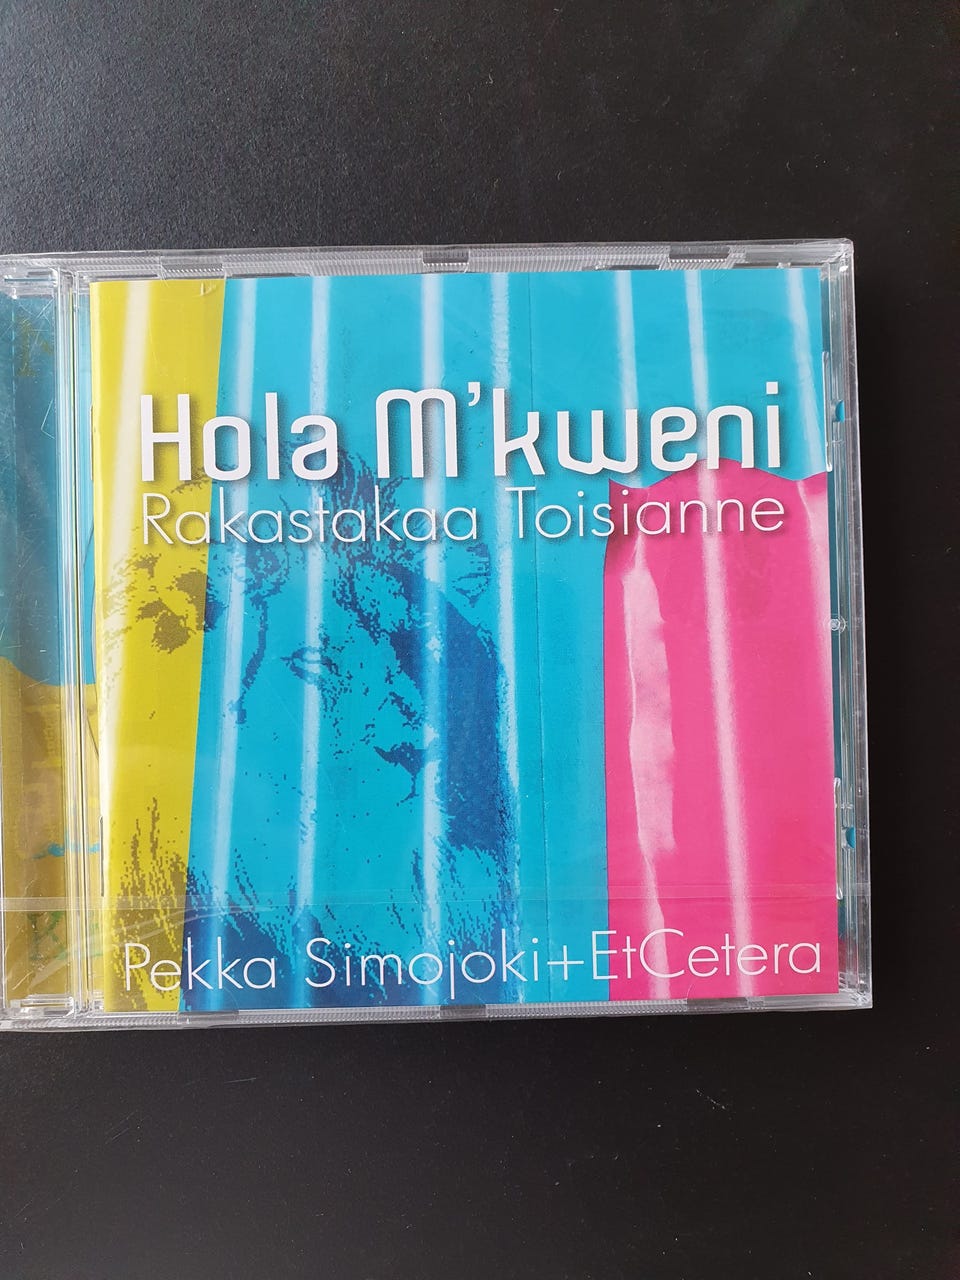 Hola M'kweni
Rakastakaa Toisianne
Pekka Simojoki+EtCetera